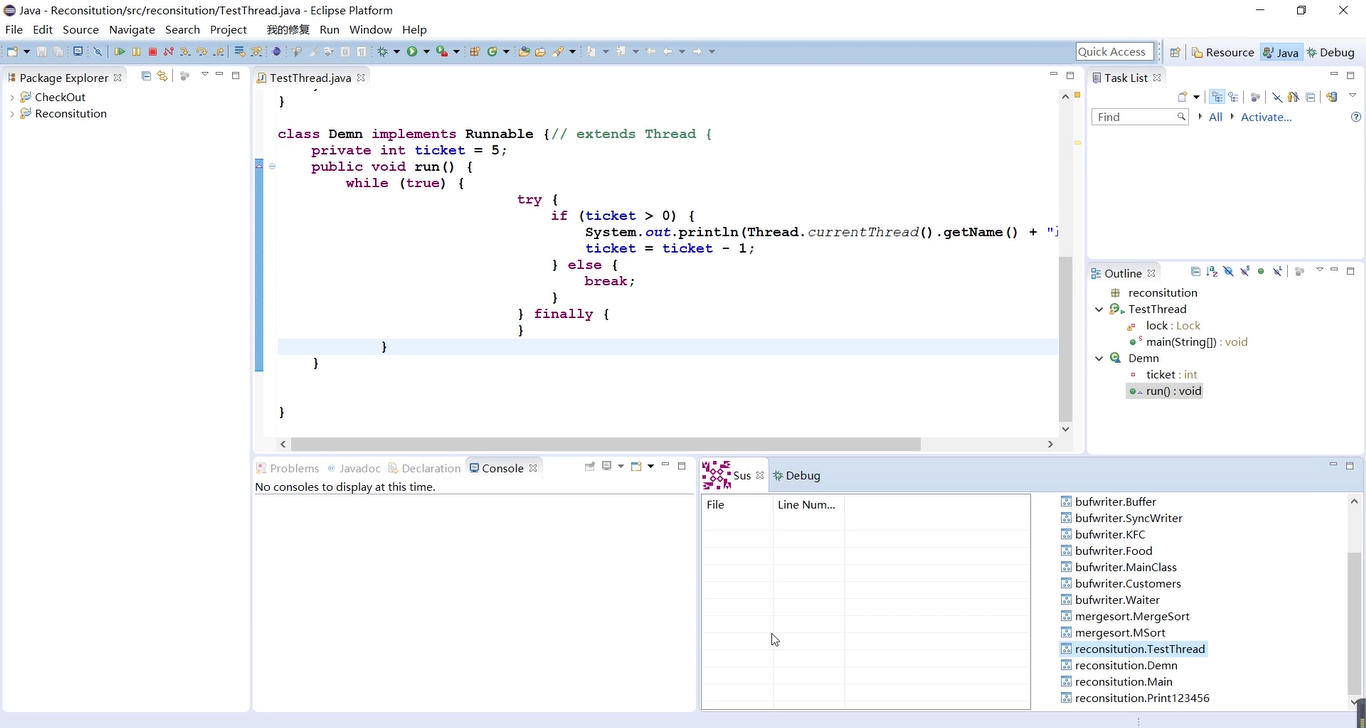 Java - Reconsitution/src/reconsitution/TestThread.java - Eclipse Platform
File Edit Source Navigate Search Project 我的修复 Run Window Help
Quick Access Resource Java Debug
Package Explorer
CheckOut
Reconsitution
TestThread.java
}
class Demn implements Runnable {// extends Thread {
    private int ticket = 5;
    public void run() {
        while (true) {
            try {
                if (ticket > 0) {
                    System.out.println(Thread.currentThread().getName() + "
                    ticket = ticket - 1;
                } else {
                    break;
                }
            } finally {
            }
        }
    }
}
Task List
Find All Activate...
Outline
reconsitution
TestThread
lock : Lock
main(String[]) : void
Demn
ticket : int
run() : void
Problems Javadoc Declaration Console
No consoles to display at this time.
Sus Debug
File Line Num...
bufwriter.Buffer
bufwriter.SyncWriter
bufwriter.KFC
bufwriter.Food
bufwriter.MainClass
bufwriter.Customers
bufwriter.Waiter
mergesort.MergeSort
mergesort.MSort
reconsitution.TestThread
reconsitution.Demn
reconsitution.Main
reconsitution.Print123456